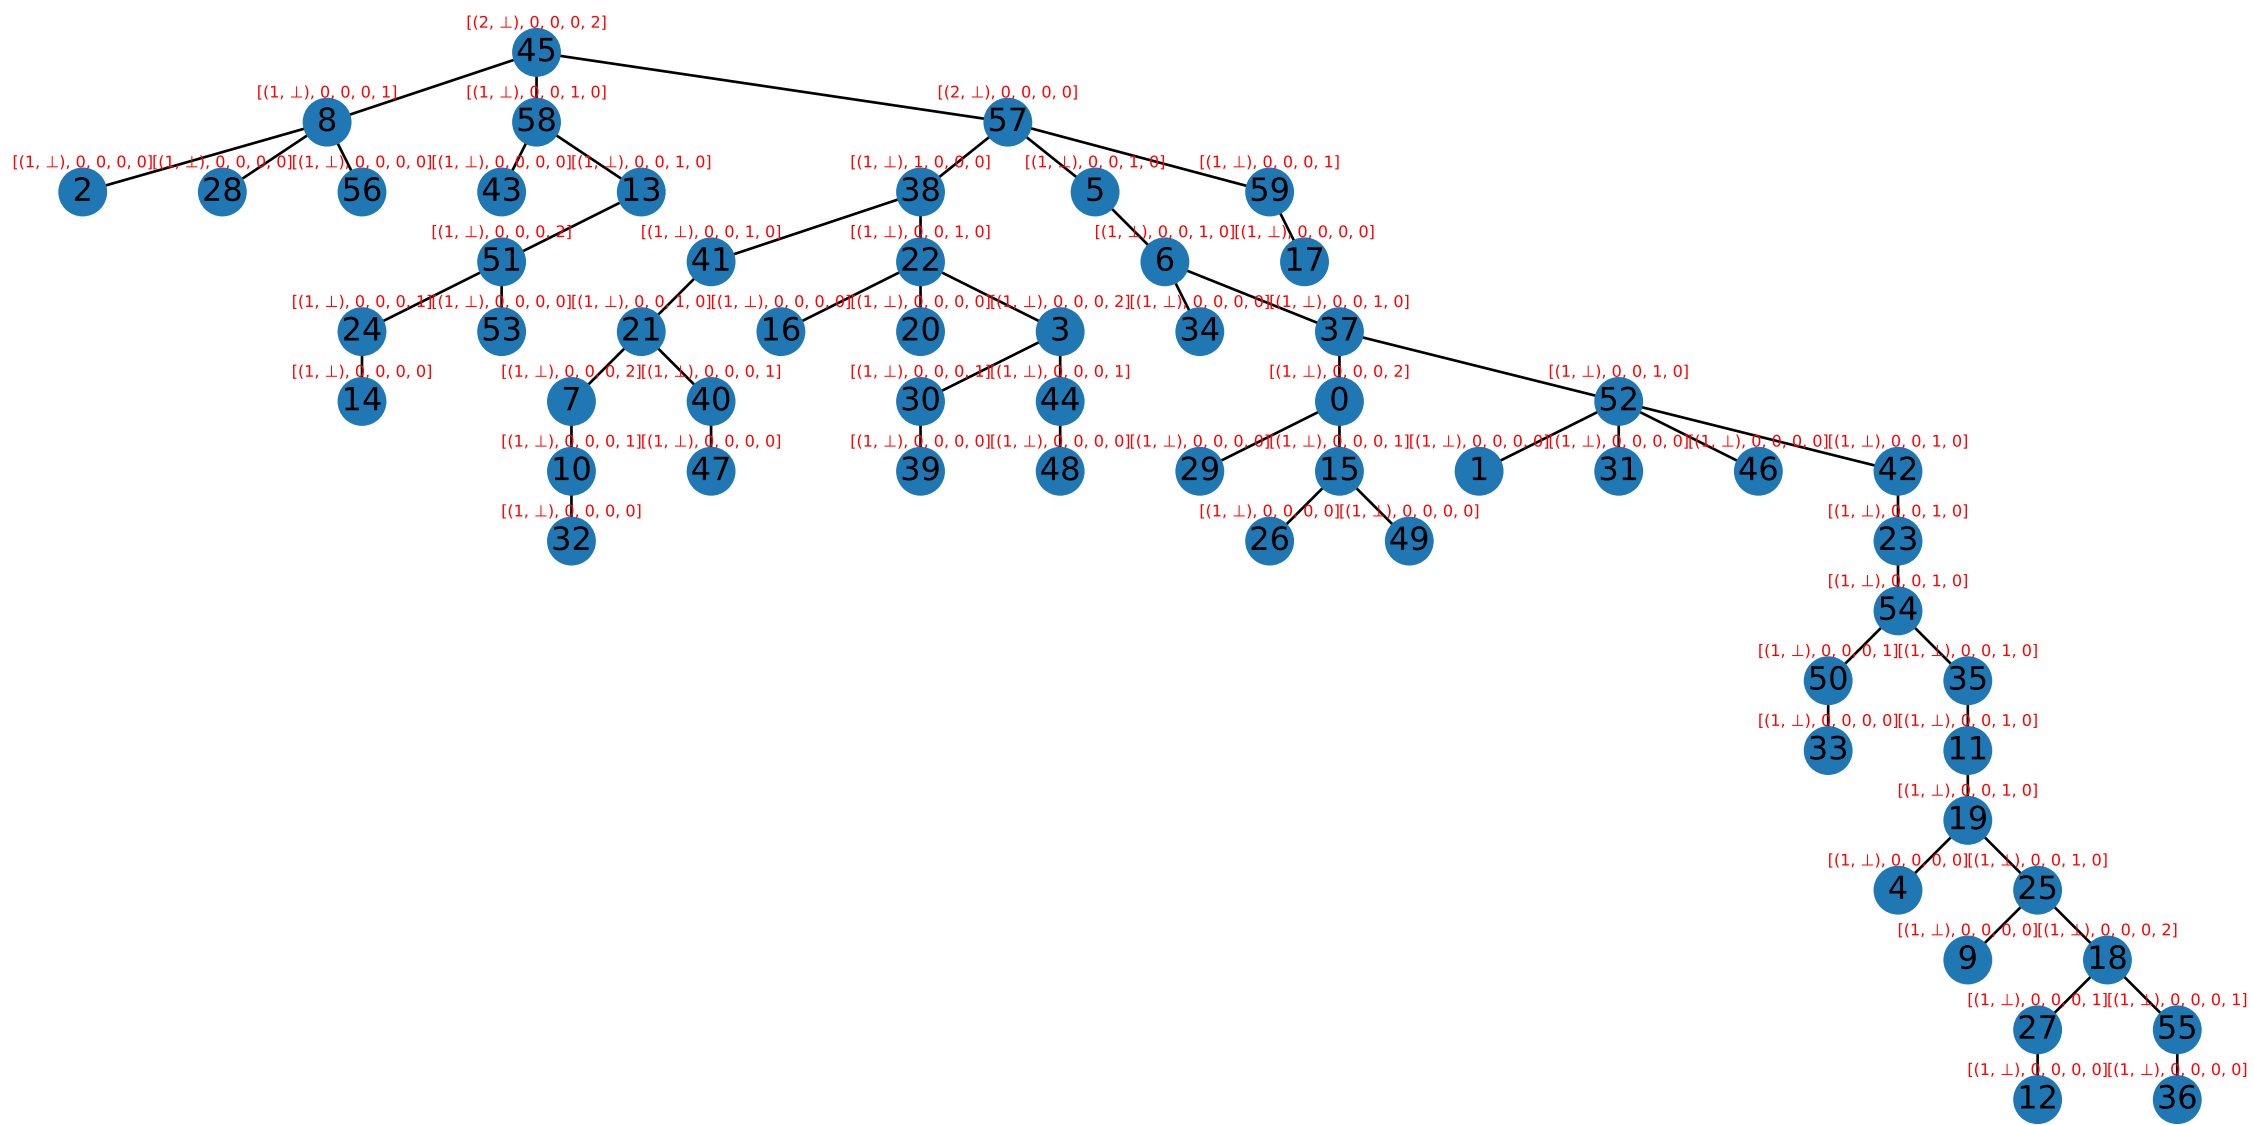 [(2, ⊥), 0, 0, 0, 2]
45
[(1, ⊥), 0, 0, 0, 1] [(1, ⊥), 0, 0, 1, 0] [(2, ⊥), 0, 0, 0, 0]
8 58 57
[(1, ⊥), 0, 0, 0, 0] [(1, ⊥), 0, 0, 0, 0] [(1, ⊥), 0, 0, 0, 0] [(1, ⊥), 0, 0, 0, 0] [(1, ⊥), 0, 0, 1, 0] [(1, ⊥), 1, 0, 0, 0] [(1, ⊥), 0, 0, 1, 0] [(1, ⊥), 0, 0, 0, 1]
2 28 56 43 13 38 5 59
[(1, ⊥), 0, 0, 0, 2] [(1, ⊥), 0, 0, 1, 0] [(1, ⊥), 0, 0, 1, 0] [(1, ⊥), 0, 0, 1, 0] [(1, ⊥), 0, 0, 0, 0]
51 41 22 6 17
[(1, ⊥), 0, 0, 0, 1] [(1, ⊥), 0, 0, 0, 0] [(1, ⊥), 0, 0, 1, 0] [(1, ⊥), 0, 0, 0, 0] [(1, ⊥), 0, 0, 0, 0] [(1, ⊥), 0, 0, 0, 2] [(1, ⊥), 0, 0, 0, 0] [(1, ⊥), 0, 0, 1, 0]
24 53 21 16 20 3 34 37
[(1, ⊥), 0, 0, 0, 0] [(1, ⊥), 0, 0, 0, 2] [(1, ⊥), 0, 0, 0, 1] [(1, ⊥), 0, 0, 0, 1] [(1, ⊥), 0, 0, 0, 1] [(1, ⊥), 0, 0, 0, 2] [(1, ⊥), 0, 0, 1, 0]
14 7 40 30 44 0 52
[(1, ⊥), 0, 0, 0, 1] [(1, ⊥), 0, 0, 0, 0] [(1, ⊥), 0, 0, 0, 0] [(1, ⊥), 0, 0, 0, 0] [(1, ⊥), 0, 0, 0, 0] [(1, ⊥), 0, 0, 0, 1] [(1, ⊥), 0, 0, 0, 0] [(1, ⊥), 0, 0, 0, 0] [(1, ⊥), 0, 0, 0, 0] [(1, ⊥), 0, 0, 1, 0]
10 47 39 48 29 15 1 31 46 42
[(1, ⊥), 0, 0, 0, 0] [(1, ⊥), 0, 0, 0, 0] [(1, ⊥), 0, 0, 0, 0] [(1, ⊥), 0, 0, 1, 0]
32 26 49 23
[(1, ⊥), 0, 0, 1, 0]
54
[(1, ⊥), 0, 0, 0, 1] [(1, ⊥), 0, 0, 1, 0]
50 35
[(1, ⊥), 0, 0, 0, 0] [(1, ⊥), 0, 0, 1, 0]
33 11
[(1, ⊥), 0, 0, 1, 0]
19
[(1, ⊥), 0, 0, 0, 0] [(1, ⊥), 0, 0, 1, 0]
4 25
[(1, ⊥), 0, 0, 0, 0] [(1, ⊥), 0, 0, 0, 2]
9 18
[(1, ⊥), 0, 0, 0, 1] [(1, ⊥), 0, 0, 0, 1]
27 55
[(1, ⊥), 0, 0, 0, 0] [(1, ⊥), 0, 0, 0, 0]
12 36